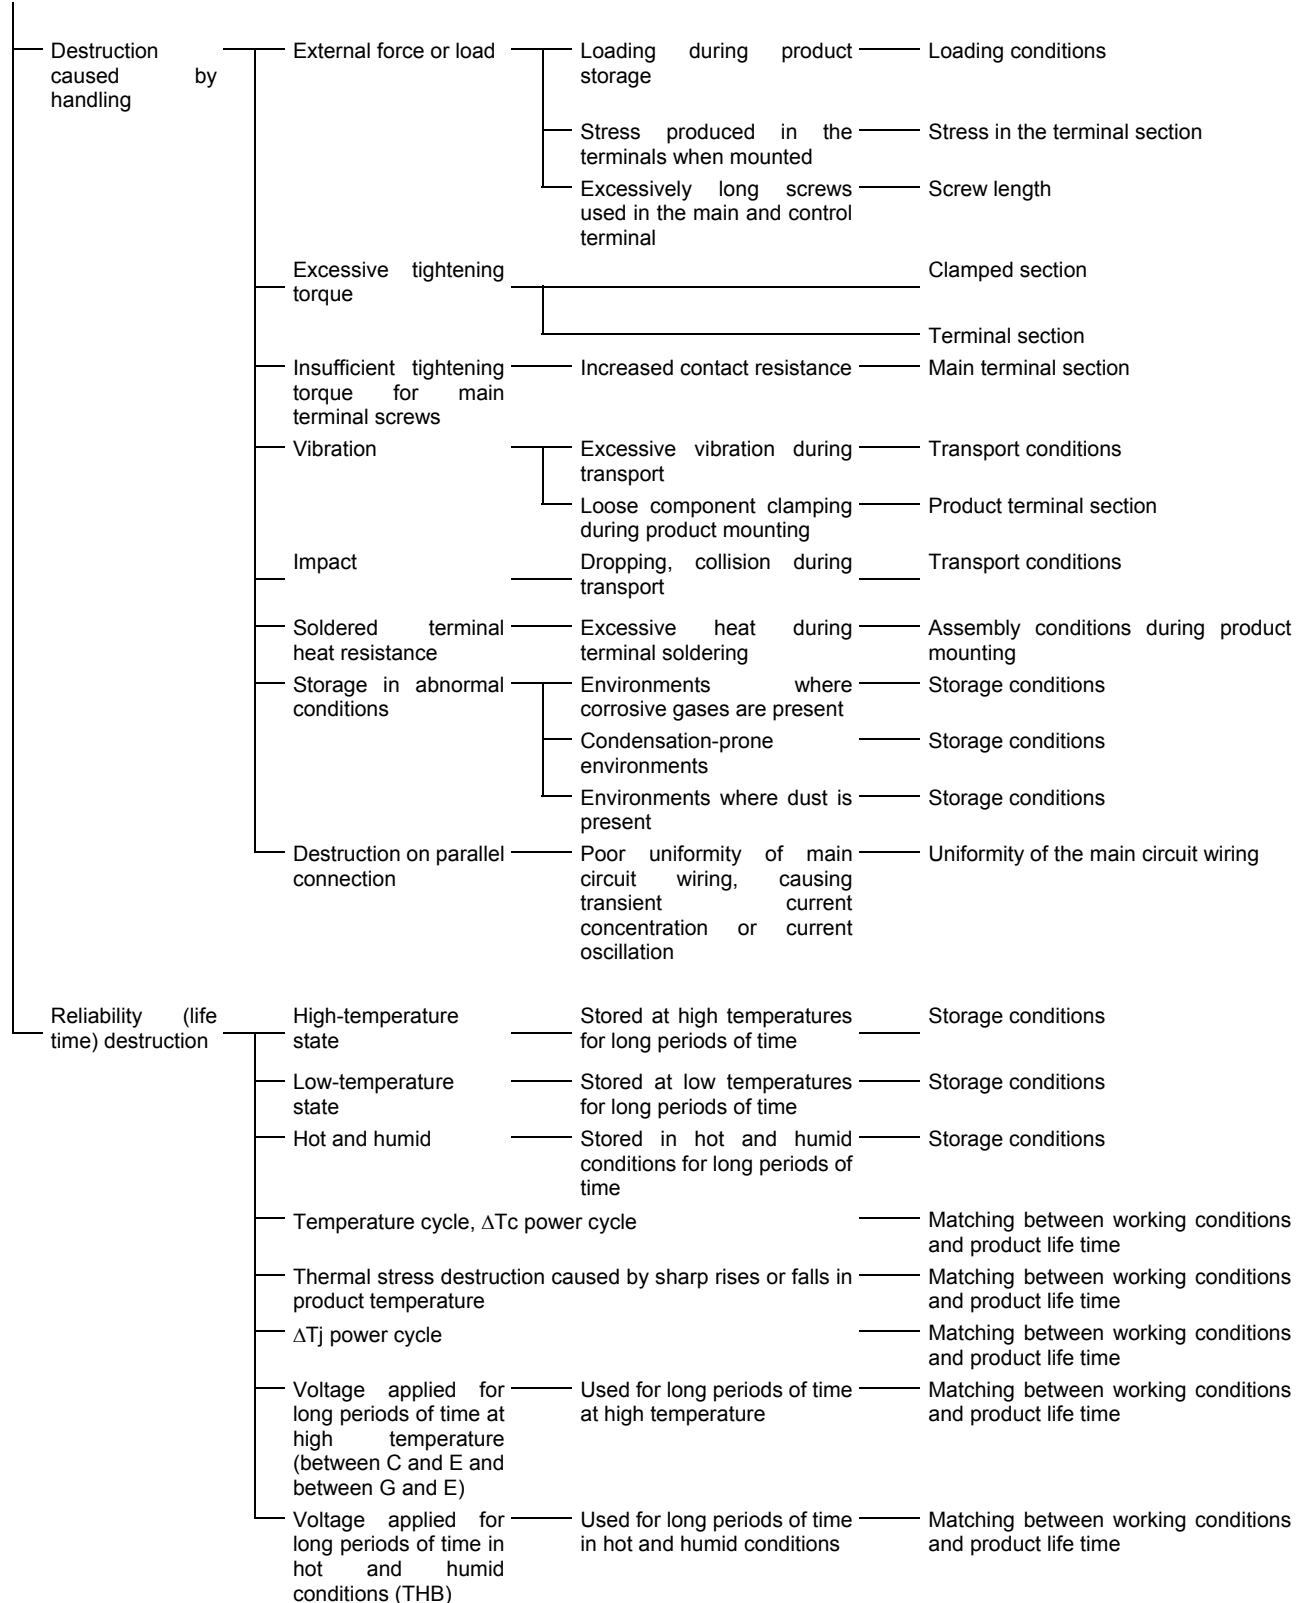 Destruction
caused by
handling
External force or load
Loading during product
storage
Loading conditions
Stress produced in the
terminals when mounted
Stress in the terminal section
Excessively long screws
used in the main and control
terminal
Screw length
Excessive tightening
torque
Clamped section
Terminal section
Insufficient tightening
torque for main
terminal screws
Increased contact resistance
Main terminal section
Vibration
Excessive vibration during
transport
Transport conditions
Loose component clamping
during product mounting
Product terminal section
Impact
Dropping, collision during
transport
Transport conditions
Soldered terminal
heat resistance
Excessive heat during
terminal soldering
Assembly conditions during product
mounting
Storage in abnormal
conditions
Environments where
corrosive gases are present
Storage conditions
Condensation-prone
environments
Storage conditions
Environments where dust is
present
Storage conditions
Destruction on parallel
connection
Poor uniformity of main
circuit wiring, causing
transient current
concentration or current
oscillation
Uniformity of the main circuit wiring
Reliability (life
time) destruction
High-temperature
state
Stored at high temperatures
for long periods of time
Storage conditions
Low-temperature
state
Stored at low temperatures
for long periods of time
Storage conditions
Hot and humid
Stored in hot and humid
conditions for long periods of
time
Storage conditions
Temperature cycle, ΔTc power cycle
Matching between working conditions
and product life time
Thermal stress destruction caused by sharp rises or falls in
product temperature
Matching between working conditions
and product life time
ΔTj power cycle
Matching between working conditions
and product life time
Voltage applied for
long periods of time at
high temperature
(between C and E and
between G and E)
Used for long periods of time
at high temperature
Matching between working conditions
and product life time
Voltage applied for
long periods of time in
hot and humid
conditions (THB)
Used for long periods of time
in hot and humid conditions
Matching between working conditions
and product life time